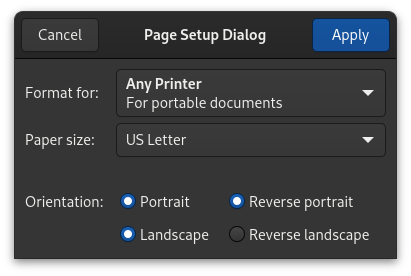 Cancel Page Setup Dialog Apply
Format for: Any Printer
For portable documents
Paper size: US Letter
Orientation: Portrait Reverse portrait
Landscape Reverse landscape